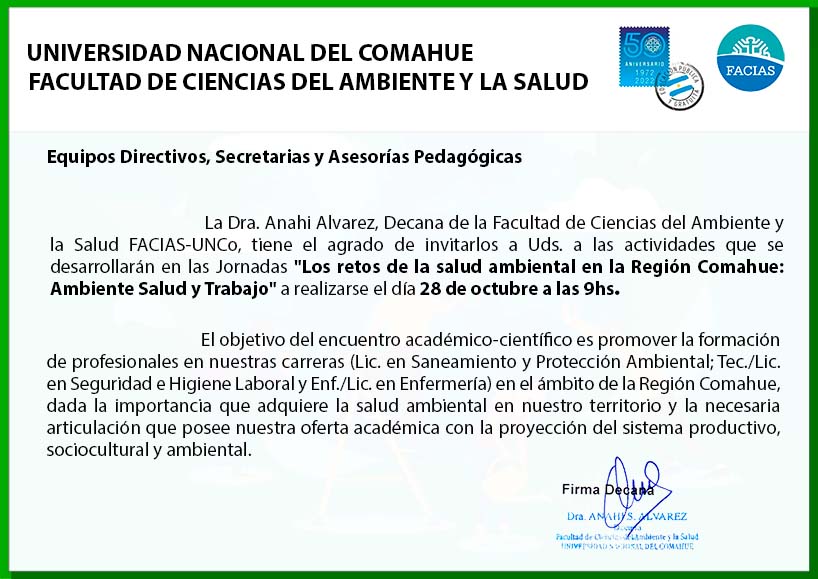 UNIVERSIDAD NACIONAL DEL COMAHUE
FACULTAD DE CIENCIAS DEL AMBIENTE Y LA SALUD
50
ANIVERSARIO
1972
2022
EDUCACIÓN PÚBLICA
Y GRATUITA
FACIAS
Equipos Directivos, Secretarias y Asesorías Pedagógicas
La Dra. Anahi Alvarez, Decana de la Facultad de Ciencias del Ambiente y
la Salud FACIAS-UNCo, tiene el agrado de invitarlos a Uds. a las actividades que se
desarrollarán en las Jornadas "Los retos de la salud ambiental en la Región Comahue:
Ambiente Salud y Trabajo" a realizarse el día 28 de octubre a las 9hs.
El objetivo del encuentro académico-científico es promover la formación
de profesionales en nuestras carreras (Lic. en Saneamiento y Protección Ambiental; Tec./Lic.
en Seguridad e Higiene Laboral y Enf./Lic. en Enfermería) en el ámbito de la Región Comahue,
dada la importancia que adquiere la salud ambiental en nuestro territorio y la necesaria
articulación que posee nuestra oferta académica con la proyección del sistema productivo,
sociocultural y ambiental.
Firma Decana
Dra. ANAHI S. ALVAREZ
Decana
Facultad de Ciencias del Ambiente y la Salud
UNIVERSIDAD NACIONAL DEL COMAHUE